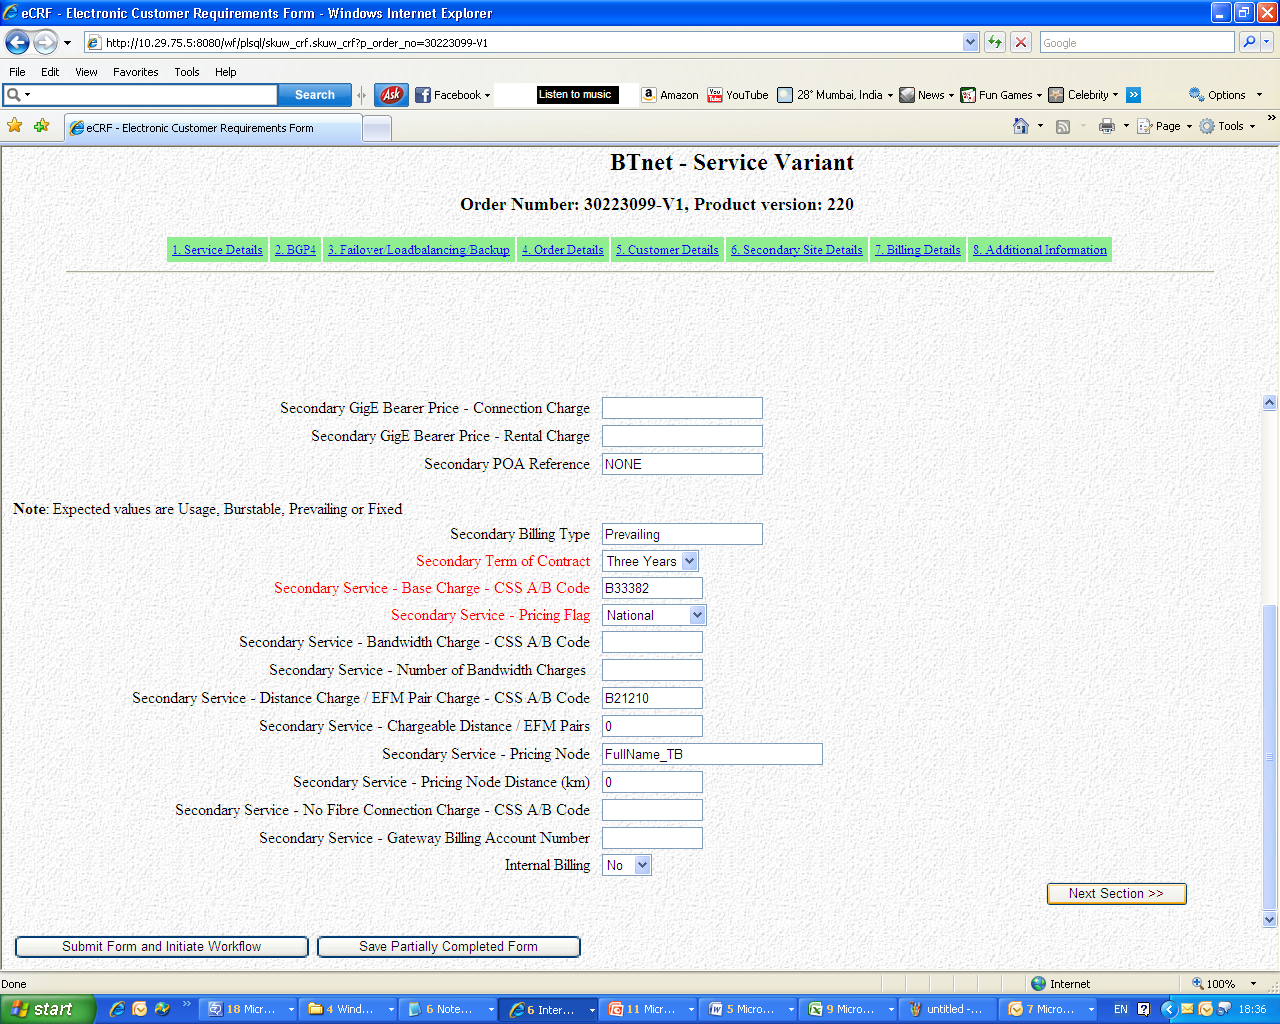 eCRF - Electronic Customer Requirements Form - Windows Internet Explorer
http://10.29.75.5:8080/wf/plsql/skuw_crf.skuw_crf?p_order_no=30223099-V1
Google
File Edit View Favorites Tools Help
Search Ask Facebook Listen to music Amazon YouTube 28° Mumbai, India News Fun Games Celebrity » Options
eCRF - Electronic Customer Requirements Form
Page Tools »
BTnet - Service Variant
Order Number: 30223099-V1, Product version: 220
1. Service Details 2. BGP4 3. Failover/Loadbalancing/Backup 4. Order Details 5. Customer Details 6. Secondary Site Details 7. Billing Details 8. Additional Information
Secondary GigE Bearer Price - Connection Charge
Secondary GigE Bearer Price - Rental Charge
Secondary POA Reference NONE
Note: Expected values are Usage, Burstable, Prevailing or Fixed
Secondary Billing Type Prevailing
Secondary Term of Contract Three Years
Secondary Service - Base Charge - CSS A/B Code B33382
Secondary Service - Pricing Flag National
Secondary Service - Bandwidth Charge - CSS A/B Code
Secondary Service - Number of Bandwidth Charges
Secondary Service - Distance Charge / EFM Pair Charge - CSS A/B Code B21210
Secondary Service - Chargeable Distance / EFM Pairs 0
Secondary Service - Pricing Node FullName_TB
Secondary Service - Pricing Node Distance (km) 0
Secondary Service - No Fibre Connection Charge - CSS A/B Code
Secondary Service - Gateway Billing Account Number
Internal Billing No
Next Section >>
Submit Form and Initiate Workflow Save Partially Completed Form
Done Internet 100%
start » 18 Micr... 4 Wind... 6 Note... 6 Inter... 11 Micr... 5 Micro... 9 Micro... untitled -... 7 Micro... EN 18:36